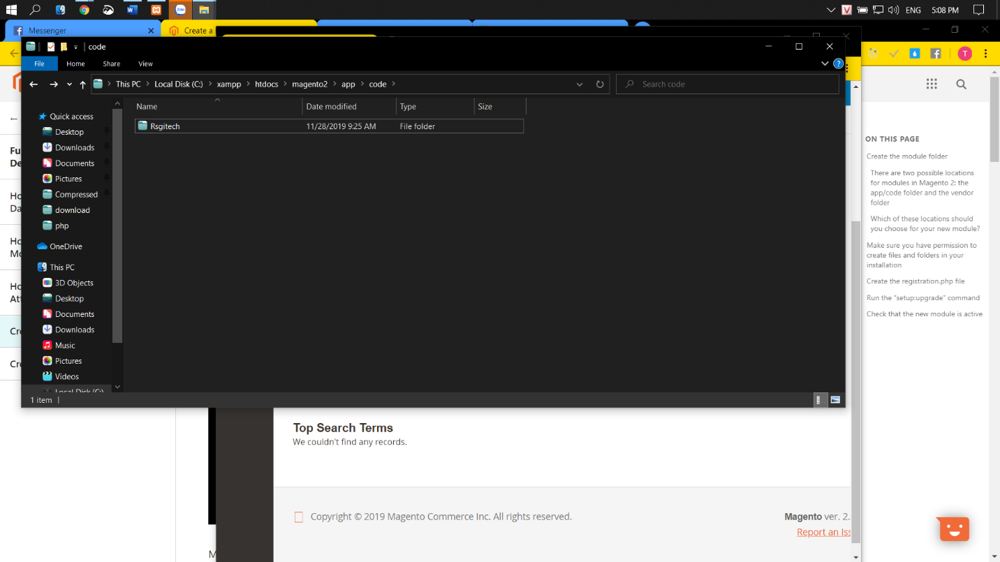 ENG 5:08 PM
Messenger
Create a
code
File Home Share View
This PC Local Disk (C:) xampp htdocs magento2 app code
Search code
Name Date modified Type Size
Rsgitech 11/28/2019 9:25 AM File folder
Quick access
Desktop
Downloads
Documents
Pictures
Compressed
download
php
OneDrive
This PC
3D Objects
Desktop
Documents
Downloads
Music
Pictures
Videos
Local Disk (C:)
1 item
Fu
De
Ho
Da
Ho
Mo
Ho
Att
Cre
Cre
ON THIS PAGE
Create the module folder
There are two possible locations
for modules in Magento 2: the
app/code folder and the vendor
folder
Which of these locations should
you choose for your new module?
Make sure you have permission to
create files and folders in your
installation
Create the registration.php file
Run the "setup:upgrade" command
Check that the new module is active
Top Search Terms
We couldn't find any records.
Copyright © 2019 Magento Commerce Inc. All rights reserved.
Magento ver. 2.
Report an Iss
M